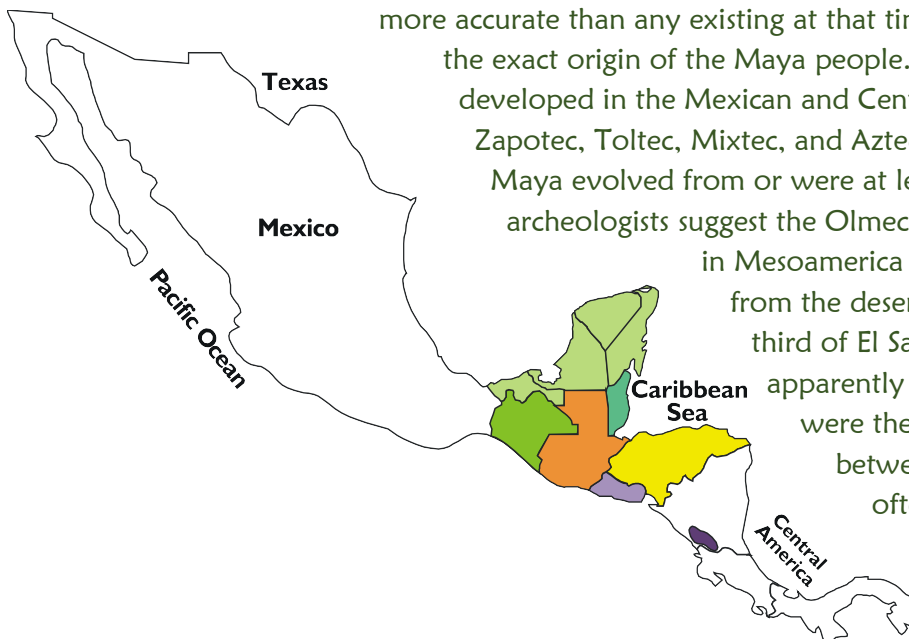 more accurate than any existing at that tim
the exact origin of the Maya people.
developed in the Mexican and Cent
Zapotec, Toltec, Mixtec, and Azte
Maya evolved from or were at le
archeologists suggest the Olmec
in Mesoamerica
from the deser
third of El Sa
apparently
were the
betwe
oft
Texas
Mexico
Pacific Ocean
Caribbean
Sea
Central
America